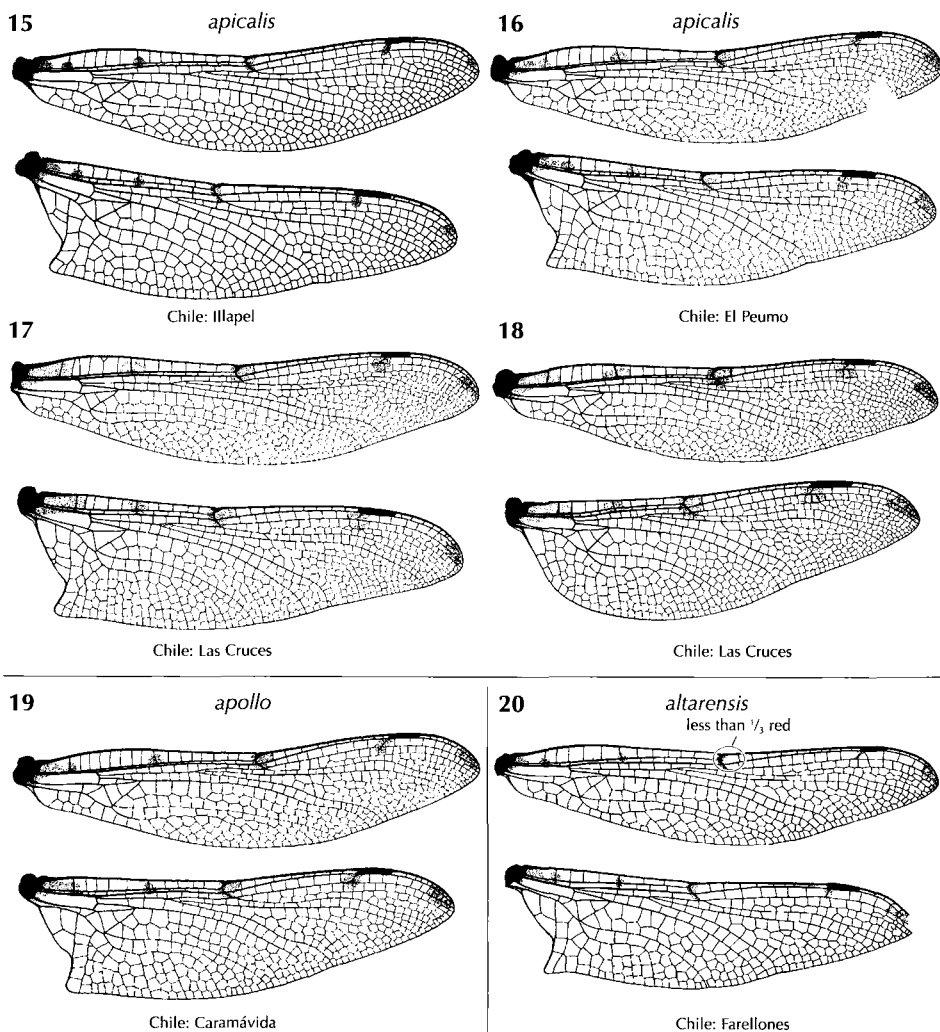 15
apicalis
16
apicalis
Chile: Illapel
Chile: El Peumo
17
18
Chile: Las Cruces
Chile: Las Cruces
19
apollo
20
altarensis
less than 1/3 red
Chile: Caramávida
Chile: Farellones